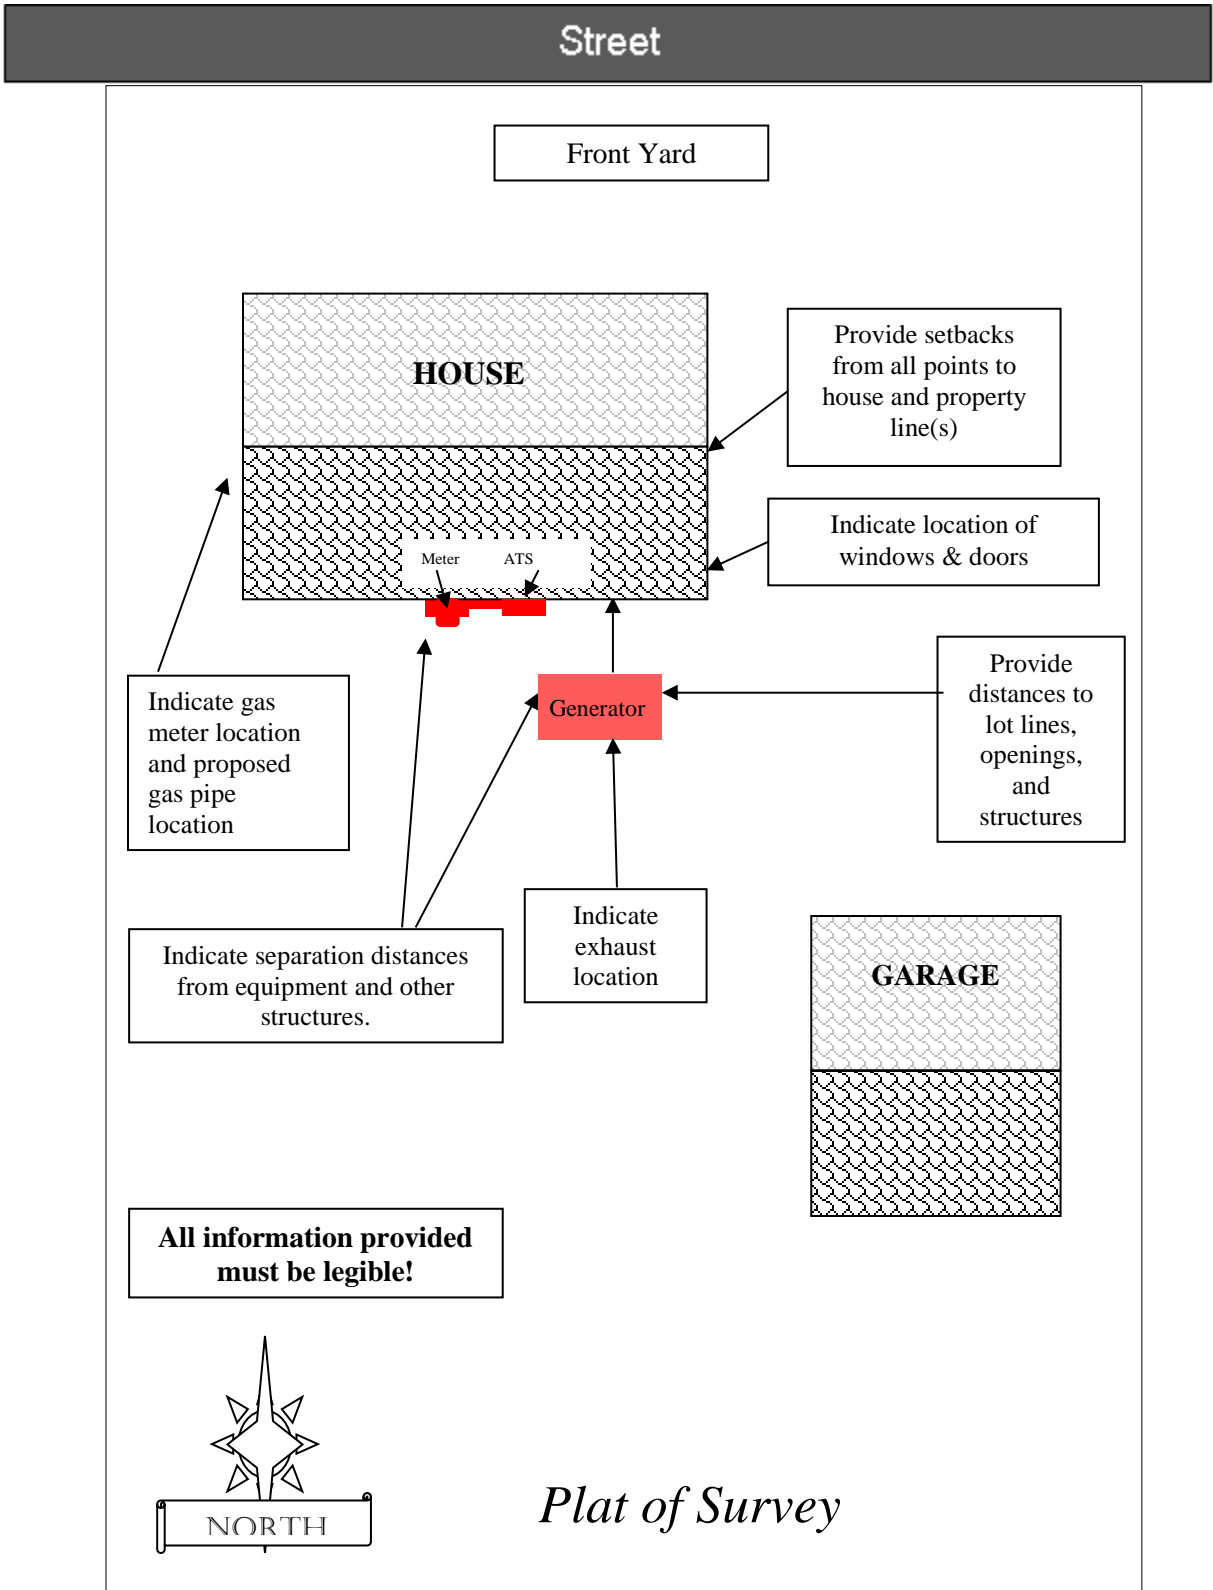 Street
Front Yard
HOUSE
Provide setbacks
from all points to
house and property
line(s)
Indicate location of
windows & doors
Meter
ATS
Indicate gas
meter location
and proposed
gas pipe
location
Generator
Provide
distances to
lot lines,
openings,
and
structures
Indicate separation distances
from equipment and other
structures.
Indicate
exhaust
location
GARAGE
All information provided
must be legible!
NORTH
Plat of Survey